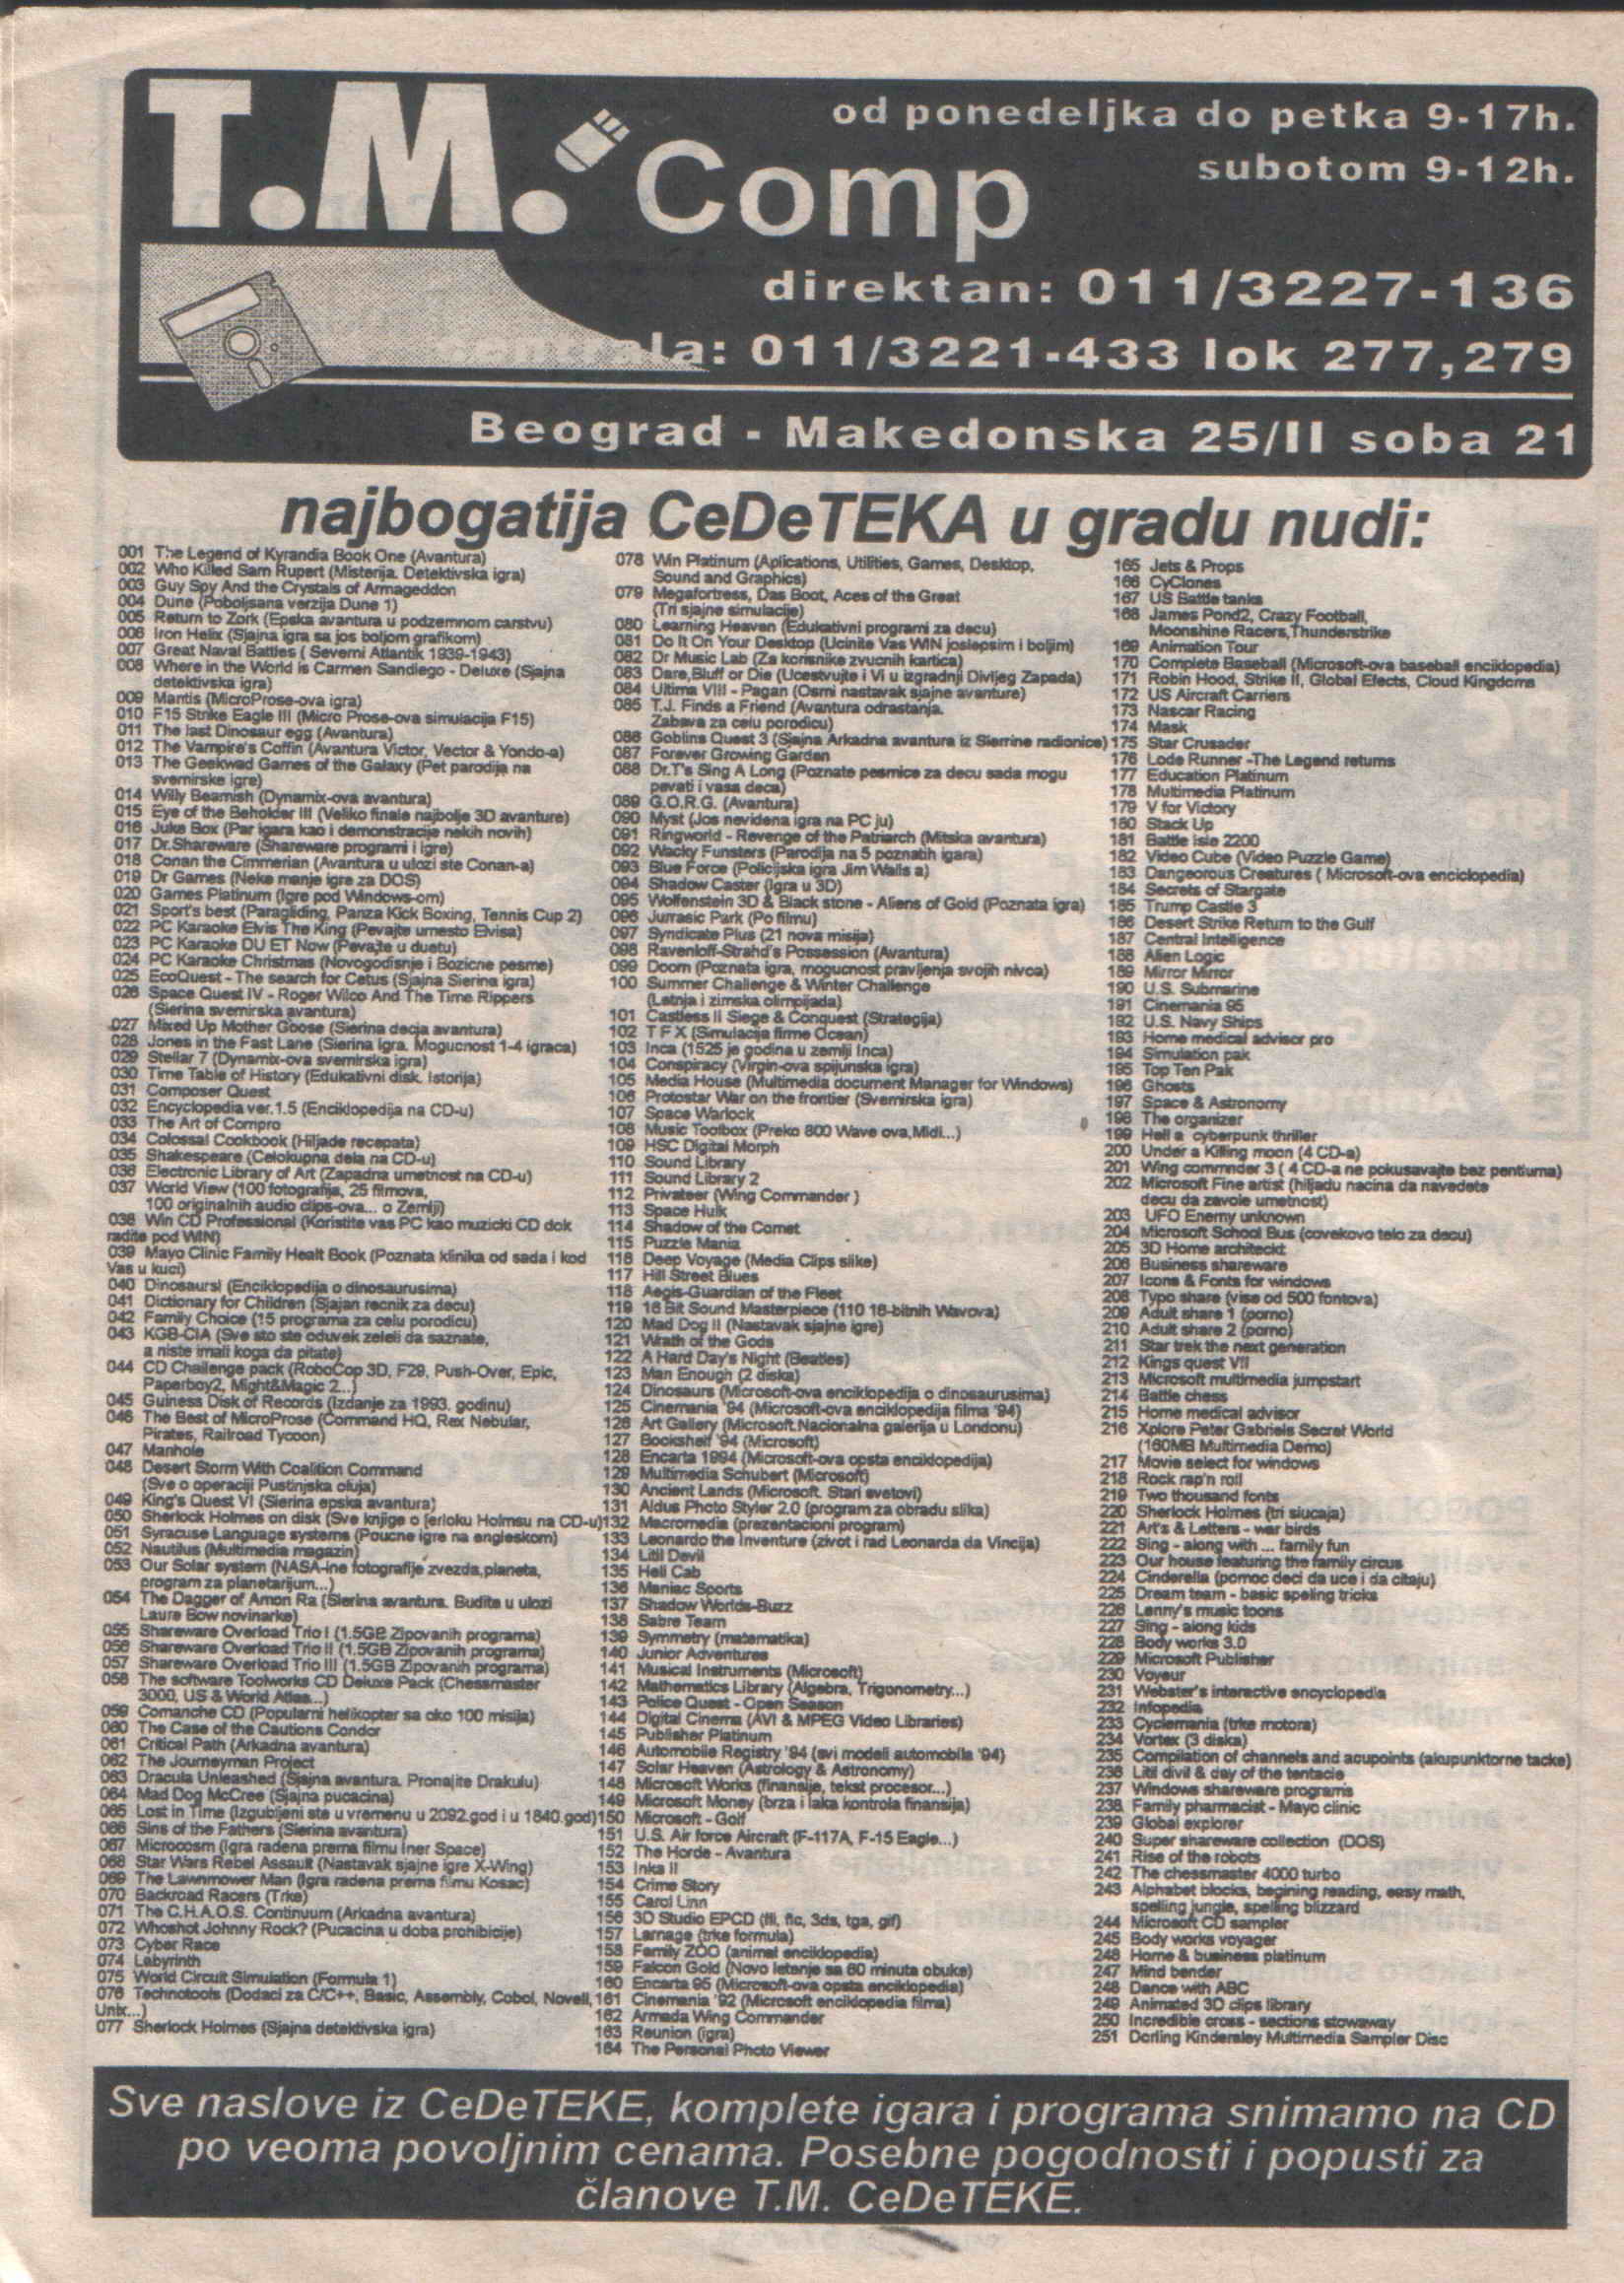 T.M. Comp
od ponedeljka do petka 9-17h.
subotom 9-12h.
direktan: 011/3227-136
centrala: 011/3221-433 lok 277,279
Beograd - Makedonska 25/II soba 21
najbogatija CeDeTEKA u gradu nudi:
001 The Legend of Kyrandia Book One (Avantura)
002 Who Killed Sam Rupert (Misterija. Detektivska igra)
003 Guy Spy And the Crystals of Armageddon
004 Dune (Poboljsana verzija Dune 1)
005 Return to Zork (Epska avantura u podzemnom carstvu)
006 Iron Helix (Sjajna igra sa jos boljom grafikom)
007 Great Naval Battles ( Severni Atlantik 1939-1943)
008 Where in the World is Carmen Sandiego - Deluxe (Sjajna
detektivska igra)
009 Mantis (MicroProse-ova igra)
010 F15 Strike Eagle III (Micro Prose-ova simulacija F15)
011 The last Dinosaur egg (Avantura)
012 The Vampire's Coffin (Avantura Victor, Vector & Yondo-a)
013 The Geekwad Games of the Galaxy (Pet parodija na
svemirske igre)
014 Willy Beamish (Dynamix-ova avantura)
015 Eye of the Beholder III (Veliko finale najbolje 3D avanture)
016 Juke Box (Par igara kao i demonstracije nekih novih)
017 Dr.Shareware (Shareware programi i igre)
018 Conan the Cimmerian (Avantura u ulozi ste Conan-a)
019 Dr Games (Neke manje igre za DOS)
020 Games Platinum (Igre pod Windows-om)
021 Sport's best (Paragliding, Panza Kick Boxing, Tennis Cup 2)
022 PC Karaoke Elvis The King (Pevajte umesto Elvisa)
023 PC Karaoke DU ET Now (Pevajte u duetu)
024 PC Karaoke Christmas (Novogodisnje i Bozicne pesme)
025 EcoQuest - The search for Cetus (Sjajna Sierina igra)
026 Space Quest IV - Roger Wilco And The Time Rippers
(Sierina svemirska avantura)
027 Mixed Up Mother Goose (Sierina decja avantura)
028 Jones in the Fast Lane (Sierina igra. Mogucnost 1-4 igraca)
029 Stellar 7 (Dynamix-ova svemirska igra)
030 Time Table of History (Edukativni disk. Istorija)
031 Composer Quest
032 Encyclopedia ver.1.5 (Enciklopedija na CD-u)
033 The Art of Compro
034 Colossal Cookbook (Hiljade recepata)
035 Shakespeare (Celokupna dela na CD-u)
036 Electronic Library of Art (Zapadna umetnost na CD-u)
037 World View (100 fotografija, 25 filmova,
100 originalnih audio clips-ova... o Zemlji)
038 Win CD Professional (Koristite vas PC kao muzicki CD dok
radite pod WIN)
039 Mayo Clinic Family Healt Book (Poznata klinika od sada i kod
Vas u kuci)
040 Dinosaurs! (Enciklopedija o dinosaurusima)
041 Dictionary for Children (Sjajan recnik za decu)
042 Family Choice (15 programa za celu porodicu)
043 KGB-CIA (Sve sto ste oduvek zeleli da saznate,
a niste imali koga da pitate)
044 CD Challenge pack (RoboCop 3D, F29, Push-Over, Epic,
Paperboy2, Might&Magic 2...)
045 Guiness Disk of Records (Izdanje za 1993. godinu)
046 The Best of MicroProse (Command HQ, Rex Nebular,
Pirates, Railroad Tycoon)
047 Manhole
048 Desert Storm With Coalition Command
(Sve o operaciji Pustinjska oluja)
049 King's Quest VI (Sierina epska avantura)
050 Sherlock Holmes on disk (Sve knjige o [erloku Holmsu na CD-u)
051 Syracuse Language systems (Poucne igre na engleskom)
052 Nautilus (Multimedia magazin)
053 Our Solar system (NASA-ine fotografije zvezda,planeta,
program za planetarijum...)
054 The Dagger of Amon Ra (Sierina avantura. Budite u ulozi
Laure Bow novinarke)
055 Shareware Overload Trio I (1.5GB Zipovanih programa)
056 Shareware Overload Trio II (1.5GB Zipovanih programa)
057 Shareware Overload Trio III (1.5GB Zipovanih programa)
058 The software Toolworks CD Deluxe Pack (Chessmaster
3000, US & World Atlas...)
059 Comanche CD (Popularni helikopter sa oko 100 misija)
060 The Case of the Cautions Condor
061 Critical Path (Arkadna avantura)
062 The Journeyman Project
063 Dracula Unleashed (Sjajna avantura. Pronajite Drakulu)
064 Mad Dog McCree (Sjajna pucacina)
065 Lost in Time (Izgubljeni ste u vremenu u 2092.god i u 1840.god)
066 Sins of the Fathers (Sierina avantura)
067 Microcosm (Igra radena prema filmu Iner Space)
068 Star Wars Rebel Assault (Nastavak sjajne igre X-Wing)
069 The Lawnmower Man (Igra radena prema filmu Kosac)
070 Backroad Racers (Trke)
071 The C.H.A.O.S. Continuum (Arkadna avantura)
072 Whoshot Johnny Rock? (Pucacina u doba prohibicije)
073 Cyber Race
074 Labyrinth
075 World Circuit Simulation (Formula 1)
076 Technotools (Dodaci za C/C++, Basic, Assembly, Cobol, Novell,
Unix...)
077 Sherlock Holmes (Sjajna detektivska igra)
078 Win Platinum (Aplications, Utilities, Games, Desktop,
Sound and Graphics)
079 Megafortress, Das Boot, Aces of the Great
(Tri sjajne simulacije)
080 Learning Heaven (Edukativni programi za decu)
081 Do It On Your Desktop (Ucinite Vas WIN joslepsim i boljim)
082 Dr Music Lab (Za korisnike zvucnih kartica)
083 Dare,Bluff or Die (Ucestvujte i Vi u izgradnji Divljeg Zapada)
084 Ultima VIII - Pagan (Osmi nastavak sjajne avanture)
085 T.J. Finds a Friend (Avantura odrastanja.
Zabava za celu porodicu)
086 Goblins Quest 3 (Sjajna Arkadna avantura iz Sierrine radionice)
087 Forever Growing Garden
088 Dr.T's Sing A Long (Poznate pesmice za decu sada mogu
pevati i vasa deca)
089 G.O.R.G. (Avantura)
090 Myst (Jos nevidena igra na PC ju)
091 Ringworld - Revenge of the Patriarch (Mitska avantura)
092 Wacky Funsters (Parodija na 5 poznatih igara)
093 Blue Force (Policijska igra Jim Walls a)
094 Shadow Caster (Igra u 3D)
095 Wolfenstein 3D & Black stone - Aliens of Gold (Poznata igra)
096 Jurrasic Park (Po filmu)
097 Syndicate Plus (21 nova misija)
098 Ravenloff-Strahd's Possession (Avantura)
099 Doom (Poznata igra, mogucnost pravljenja svojih nivoa)
100 Summer Challenge & Winter Challenge
(Letnja i zimska olimpijada)
101 Castless II Siege & Conquest (Strategija)
102 T F X (Simulacija firme Ocean)
103 Inca (1525 je godina u zemlji Inca)
104 Conspiracy (Virgin-ova spijunska igra)
105 Media House (Multimedia document Manager for Windows)
106 Protostar War on the frontier (Svemirska igra)
107 Space Warlock
108 Music Toolbox (Preko 800 Wave ova,Midi...)
109 HSC Digital Morph
110 Sound Library
111 Sound Library 2
112 Privateer (Wing Commander )
113 Space Hulk
114 Shadow of the Comet
115 Puzzle Mania
116 Deep Voyage (Media Clips slike)
117 Hill Street Blues
118 Aegis-Guardian of the Fleet
119 16 Bit Sound Masterpiece (110 16-bitnih Wavova)
120 Mad Dog II (Nastavak sjajne igre)
121 Wrath of the Gods
122 A Hard Day's Night (Beatles)
123 Man Enough (2 diska)
124 Dinosaurs (Microsoft-ova enciklopedija o dinosaurusima)
125 Cinemania '94 (Microsoft-ova enciklopedija filma '94)
126 Art Gallery (Microsoft.Nacionalna galerija u Londonu)
127 Bookshelf '94 (Microsoft)
128 Encarta 1994 (Microsoft-ova opsta enciklopedija)
129 Multimedia Schubert (Microsoft)
130 Ancient Lands (Microsoft. Stari svetovi)
131 Aldus Photo Styler 2.0 (program za obradu slika)
132 Macromedia (prezentacioni program)
133 Leonardo the Inventure (zivot i rad Leonarda da Vincija)
134 Litil Devil
135 Hell Cab
136 Maniac Sports
137 Shadow Worlds-Buzz
138 Sabre Team
139 Symmetry (matematika)
140 Junior Adventures
141 Musical Instruments (Microsoft)
142 Mathematics Library (Algebra, Trigonometry...)
143 Police Quest - Open Season
144 Digital Cinema (AVI & MPEG Video Libraries)
145 Publisher Platinum
146 Automobile Registry '94 (svi modeli automobila '94)
147 Solar Heaven (Astrology & Astronomy)
148 Microsoft Works (finansije, tekst procesor...)
149 Microsoft Money (brza i laka kontrola finansija)
150 Microsoft - Golf
151 U.S. Air force Aircraft (F-117A, F-15 Eagle...)
152 The Horde - Avantura
153 Inka II
154 Crime Story
155 Carol Linn
156 3D Studio EPCD (fli, flc, 3ds, tga, gif)
157 Larnage (trke formula)
158 Family ZOO (animal enciklopedia)
159 Falcon Gold (Novo letenje sa 60 minuta obuke)
160 Encarta 95 (Microsoft-ova opsta enciklopedia)
161 Cinemania '92 (Microsoft enciklopedia filma)
162 Armada Wing Commander
163 Reunion (igra)
164 The Personal Photo Viewer
165 Jets & Props
166 CyClones
167 US Battle tanks
168 James Pond2, Crazy Football,
Moonshine Racers,Thunderstrike
169 Animation Tour
170 Complete Baseball (Microsoft-ova baseball enciklopedia)
171 Robin Hood, Strike II, Global Efects, Cloud Kingdoms
172 US Aircraft Carriers
173 Nascar Racing
174 Mask
175 Star Crusader
176 Lode Runner -The Legend returns
177 Education Platinum
178 Multimedia Platinum
179 V for Victory
180 Stack Up
181 Battle Isle 2200
182 Video Cube (Video Puzzle Game)
183 Dangeorous Creatures ( Microsoft-ova enciclopedia)
184 Secrets of Stargate
185 Trump Castle 3
186 Desert Strike Return to the Gulf
187 Central Intelligence
188 Alien Logic
189 Mirror Mirror
190 U.S. Submarine
191 Cinemania 95
192 U.S. Navy Ships
193 Home medical advisor pro
194 Simulation pak
195 Top Ten Pak
196 Ghosts
197 Space & Astronomy
198 The organizer
199 Hell a cyberpunk thriller
200 Under a Killing moon (4 CD-a)
201 Wing commnder 3 ( 4 CD-a ne pokusavajte bez pentiuma)
202 Microsoft Fine artist (hiljadu nacina da navedete
decu da zavole umetnost)
203 UFO Enemy unknown
204 Microsoft School Bus (covekovo telo za decu)
205 3D Home architeckt
206 Business shareware
207 Icons & Fonts for windows
208 Typo share (vise od 500 fontova)
209 Adult share 1 (porno)
210 Adult share 2 (porno)
211 Star trek the next generation
212 Kings quest VII
213 Microsoft multimedia jumpstart
214 Battle chess
215 Home medical advisor
216 Xplore Peter Gabriels Secret World
(160MB Multimedia Demo)
217 Movie select for windows
218 Rock rap'n roll
219 Two thousand fonts
220 Sherlock Holmes (tri slucaja)
221 Art's & Letters - war birds
222 Sing - along with ... family fun
223 Our house featuring the family circus
224 Cinderella (pomoc deci da uce i da citaju)
225 Dream team - basic speling tricks
226 Lenny's music toons
227 Sing - along kids
228 Body works 3.0
229 Microsoft Publisher
230 Voyeur
231 Webster's interactive encyclopedia
232 Infopedia
233 Cyclemania (trke motora)
234 Vortex (3 diska)
235 Compilation of channels and acupoints (akupunktorne tacke)
236 Litil divil & day of the tentacle
237 Windows shareware programs
238 Family pharmacist - Mayo clinic
239 Global explorer
240 Super shareware collection (DOS)
241 Rise of the robots
242 The chessmaster 4000 turbo
243 Alphabet blocks, begining reading, easy math,
spelling jungle, spelling blizzard
244 Microsoft CD sampler
245 Body works voyager
246 Home & business platinum
247 Mind bender
248 Dance with ABC
249 Animated 3D clips library
250 Incredible cross - sections stowaway
251 Dorling Kindersley Multimedia Sampler Disc
Sve naslove iz CeDeTEKE, komplete igara i programa snimamo na CD
po veoma povoljnim cenama. Posebne pogodnosti i popusti za
članove T.M. CeDeTEKE.